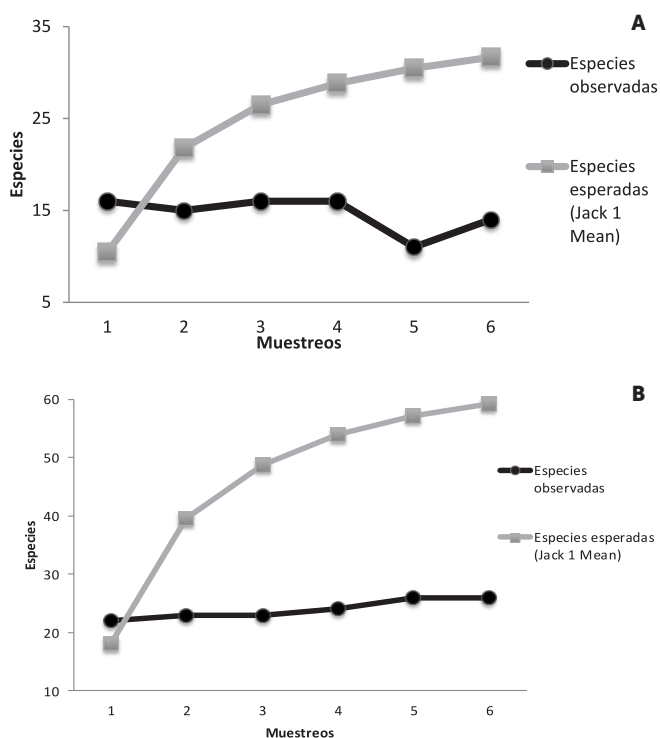 A
35
25
15
5
Especies
1 2 3 4 5 6
Muestreos
Especies
observadas
Especies
esperadas
(Jack 1
Mean)
B
60
50
40
30
20
10
Especies
1 2 3 4 5 6
Muestreos
Especies
observadas
Especies esperadas
(Jack 1 Mean)